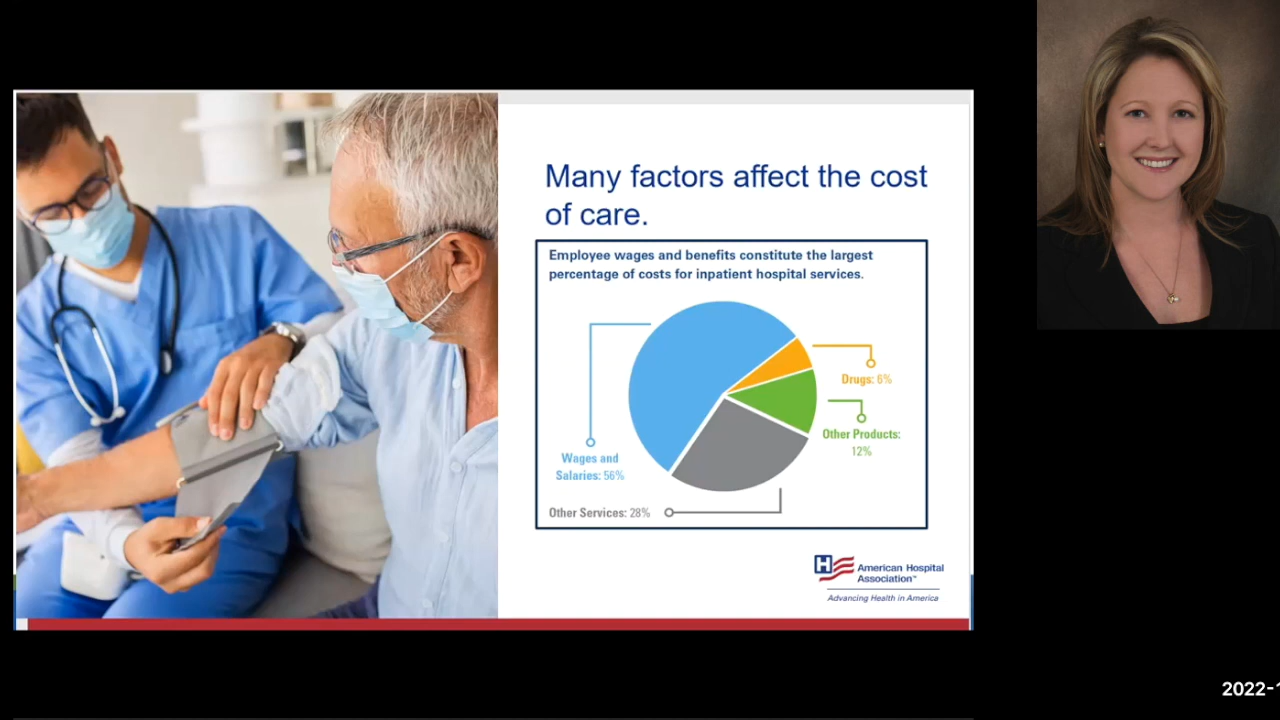 Many factors affect the cost
of care.
Employee wages and benefits constitute the largest
percentage of costs for inpatient hospital services.
Drugs: 6%
Other Products:
12%
Wages and
Salaries: 56%
Other Services: 28%
H
American Hospital
Association™
Advancing Health in America
2022-